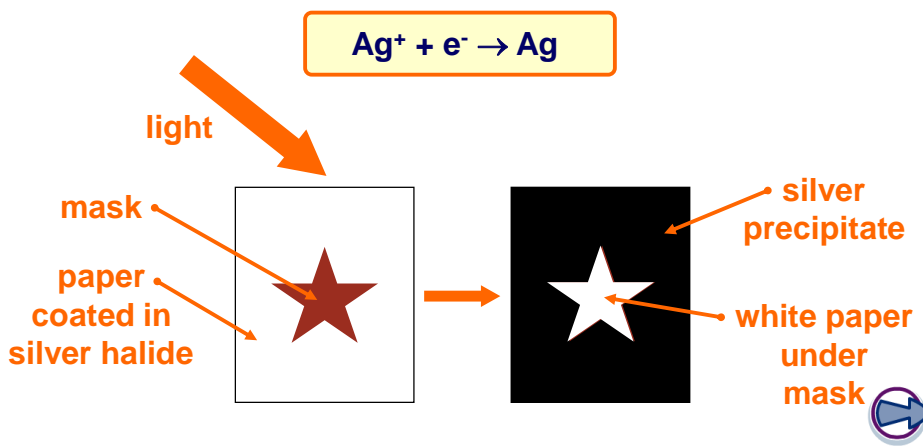 Ag⁺ + e⁻ → Ag
light
mask
paper
coated in
silver halide
silver
precipitate
white paper
under
mask